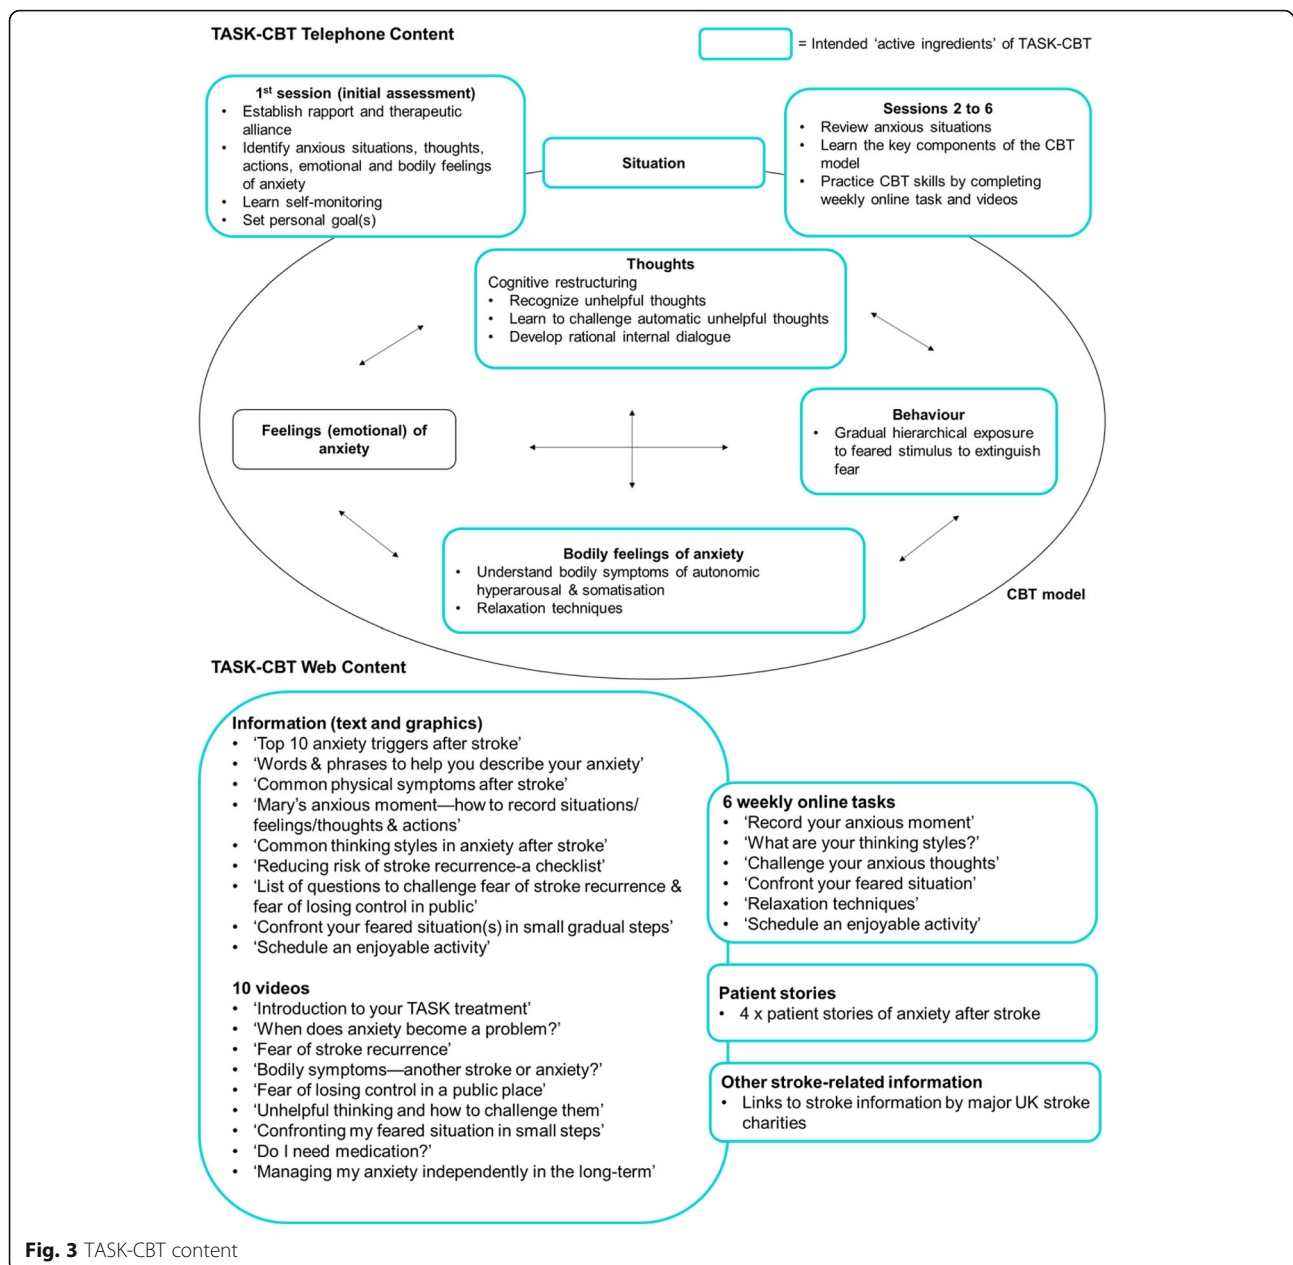 TASK-CBT Telephone Content
= Intended ‘active ingredients’ of TASK-CBT
1st session (initial assessment)
• Establish rapport and therapeutic
alliance
• Identify anxious situations, thoughts,
actions, emotional and bodily feelings
of anxiety
• Learn self-monitoring
• Set personal goal(s)
Situation
Sessions 2 to 6
• Review anxious situations
• Learn the key components of the CBT
model
• Practice CBT skills by completing
weekly online task and videos
Thoughts
Cognitive restructuring
• Recognize unhelpful thoughts
• Learn to challenge automatic unhelpful thoughts
• Develop rational internal dialogue
Feelings (emotional) of
anxiety
Behaviour
• Gradual hierarchical exposure
to feared stimulus to extinguish
fear
Bodily feelings of anxiety
• Understand bodily symptoms of autonomic
hyperarousal & somatisation
• Relaxation techniques
CBT model
TASK-CBT Web Content
Information (text and graphics)
• ‘Top 10 anxiety triggers after stroke’
• ‘Words & phrases to help you describe your anxiety’
• ‘Common physical symptoms after stroke’
• ‘Mary’s anxious moment—how to record situations/
feelings/thoughts & actions’
• ‘Common thinking styles in anxiety after stroke’
• ‘Reducing risk of stroke recurrence-a checklist’
• ‘List of questions to challenge fear of stroke recurrence &
fear of losing control in public’
• ‘Confront your feared situation(s) in small gradual steps’
• ‘Schedule an enjoyable activity’
10 videos
• ‘Introduction to your TASK treatment’
• ‘When does anxiety become a problem?’
• ‘Fear of stroke recurrence’
• ‘Bodily symptoms—another stroke or anxiety?’
• ‘Fear of losing control in a public place’
• ‘Unhelpful thinking and how to challenge them’
• ‘Confronting my feared situation in small steps’
• ‘Do I need medication?’
• ‘Managing my anxiety independently in the long-term’
6 weekly online tasks
• ‘Record your anxious moment’
• ‘What are your thinking styles?’
• ‘Challenge your anxious thoughts’
• ‘Confront your feared situation’
• ‘Relaxation techniques’
• ‘Schedule an enjoyable activity’
Patient stories
• 4 x patient stories of anxiety after stroke
Other stroke-related information
• Links to stroke information by major UK stroke
charities
Fig. 3 TASK-CBT content